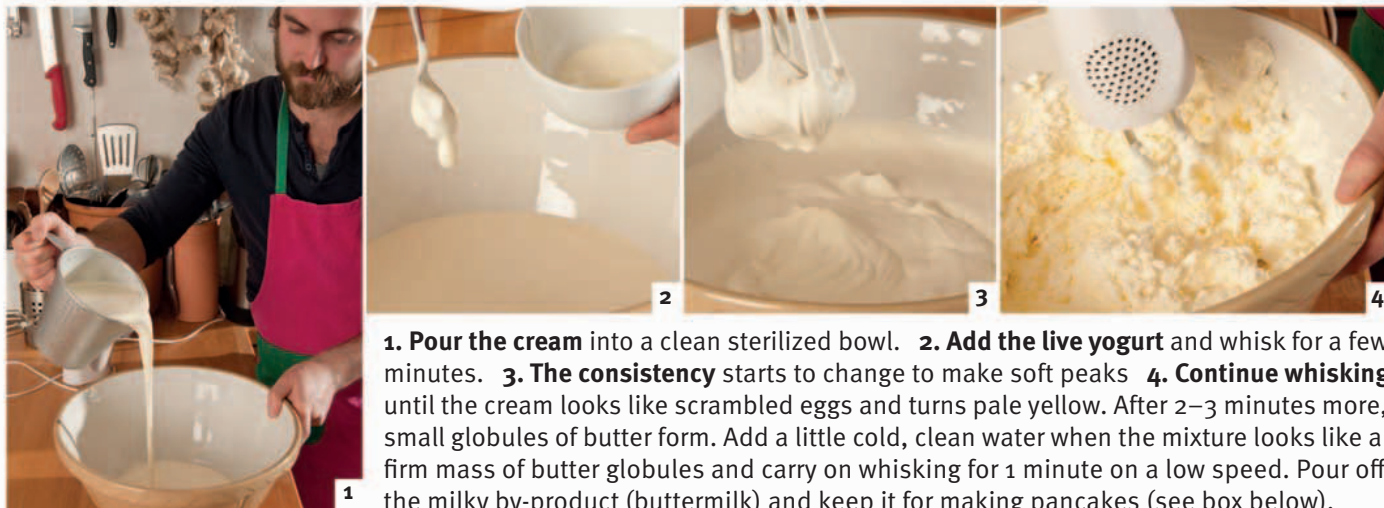 1
2
3
4
1. Pour the cream into a clean sterilized bowl. 2. Add the live yogurt and whisk for a few
minutes. 3. The consistency starts to change to make soft peaks 4. Continue whisking
until the cream looks like scrambled eggs and turns pale yellow. After 2–3 minutes more,
small globules of butter form. Add a little cold, clean water when the mixture looks like a
firm mass of butter globules and carry on whisking for 1 minute on a low speed. Pour off
the milky by-product (buttermilk) and keep it for making pancakes (see box below).